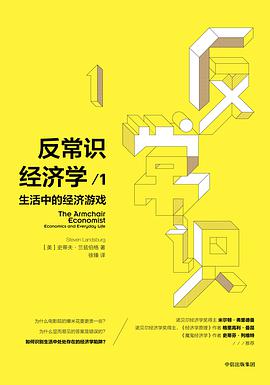 1
反常识
反常识
经济学/1
生活中的经济游戏
The Armchair
Economist
Economics and Everyday Life
Steven Landsburg
［美］史蒂夫·兰兹伯格 著
徐臻 译
为什么电影院的爆米花要更贵一些？
为什么显而易见的答案是错误的？
如何识别生活中处处存在的经济学陷阱？
诺贝尔经济学奖得主 米尔顿·弗里德曼
诺贝尔经济学奖得主、《经济学原理》作者 格里高利·曼昆
《魔鬼经济学》作者 史蒂芬·列维特
///推荐
中信出版集团